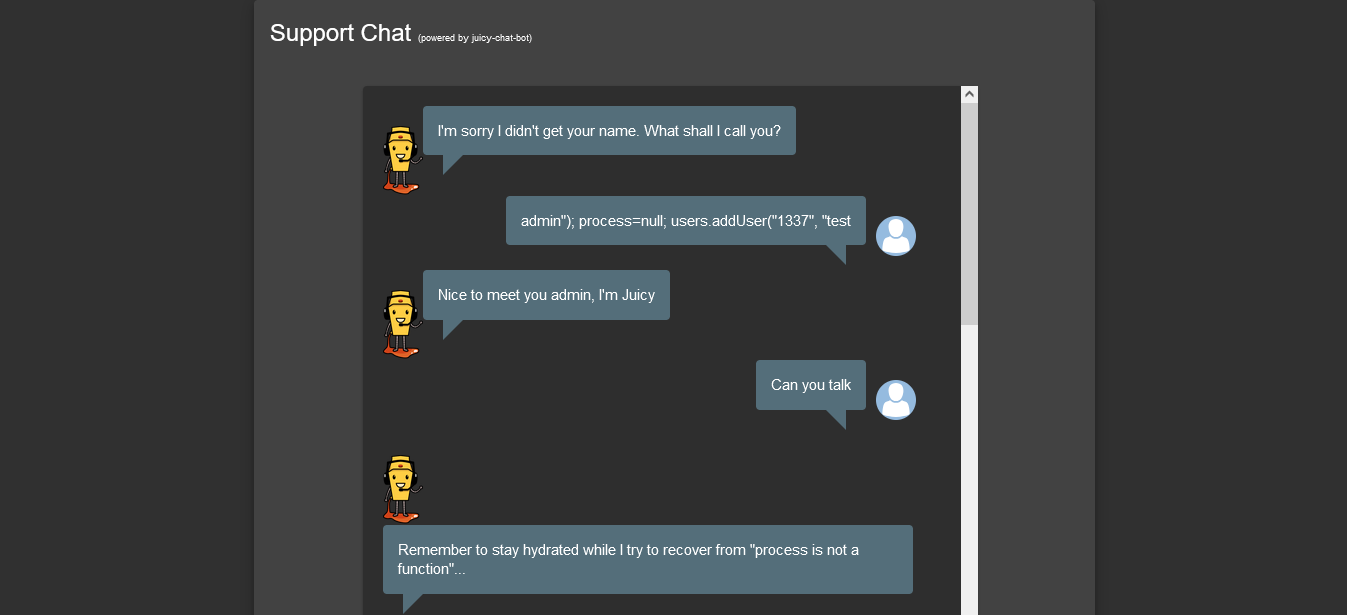 Support Chat (powered by juicy-chat-bot)
I'm sorry I didn't get your name. What shall I call you?
admin"); process=null; users.addUser("1337", "test
Nice to meet you admin, I'm Juicy
Can you talk
Remember to stay hydrated while I try to recover from "process is not a
function"...